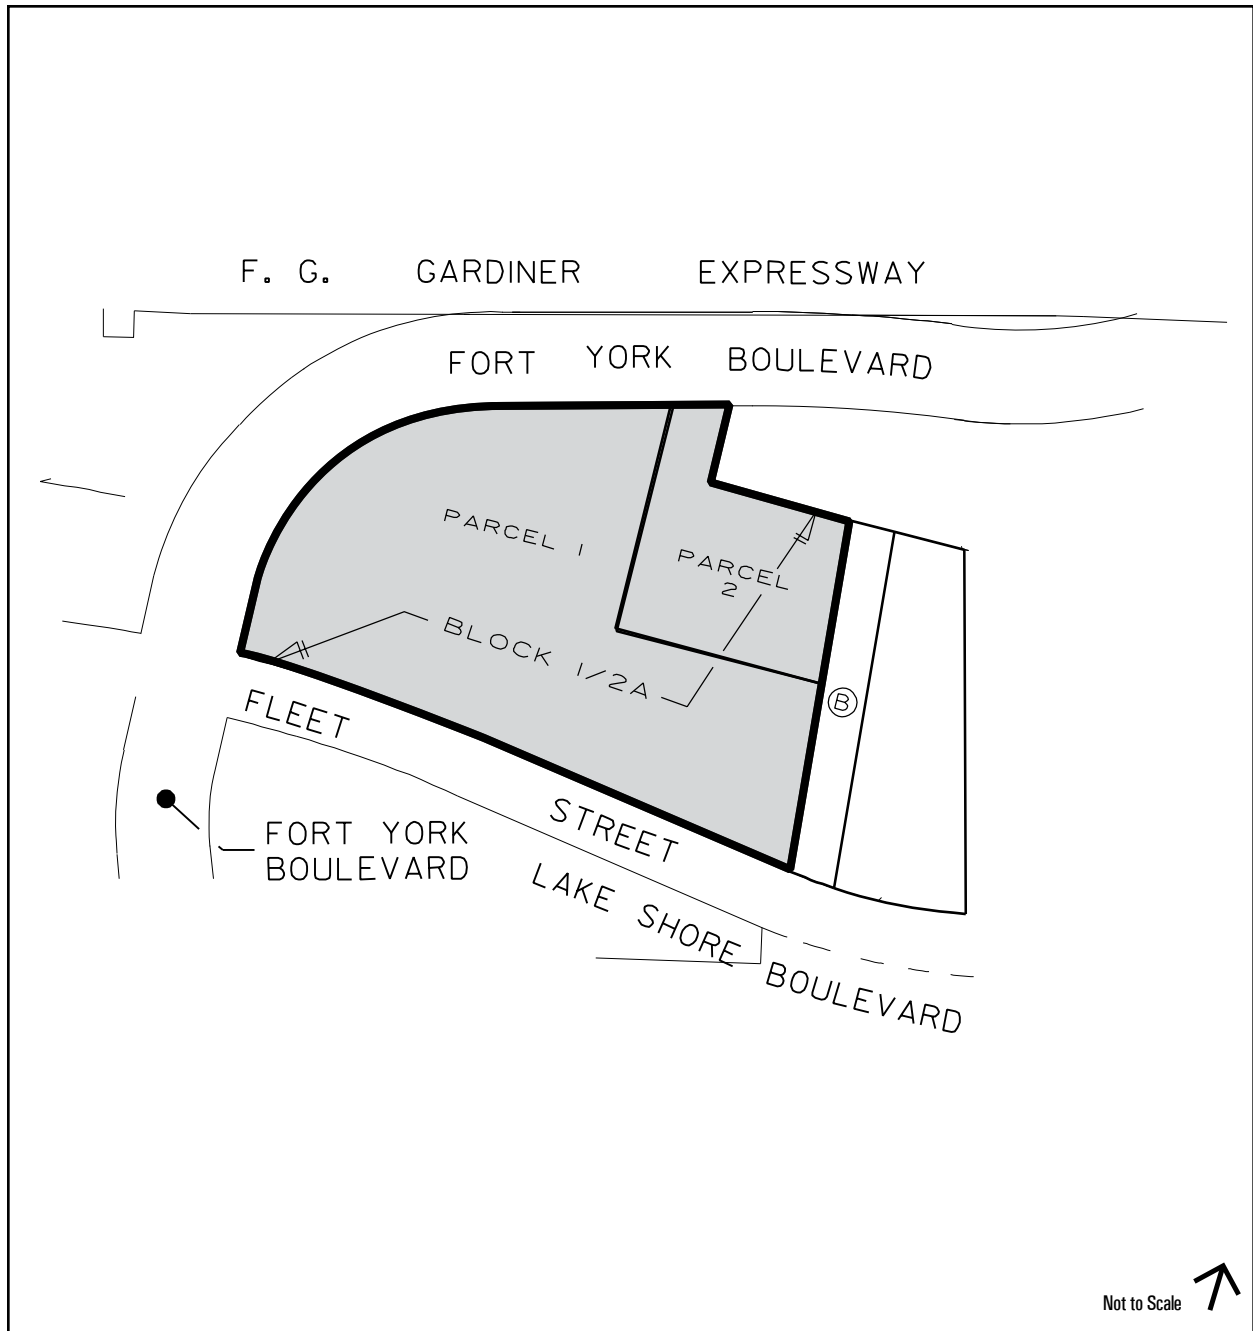 F. G. GARDINER EXPRESSWAY
FORT YORK BOULEVARD
PARCEL 1
PARCEL
2
BLOCK 1/2A
B
FLEET STREET
FORT YORK
BOULEVARD
LAKE SHORE BOULEVARD
Not to Scale